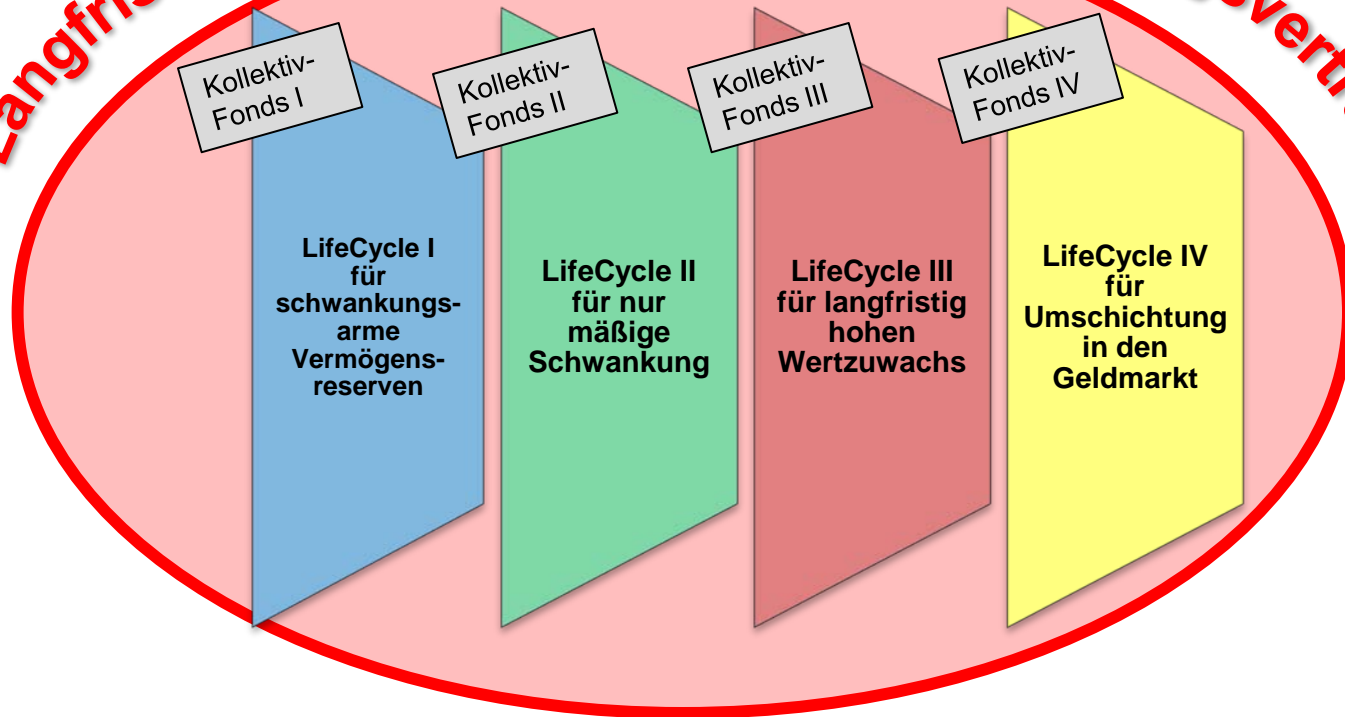 Kollektiv-
Fonds I
Kollektiv-
Fonds II
Kollektiv-
Fonds III
Kollektiv-
Fonds IV
LifeCycle I
für
schwankungs-
arme
Vermögens-
reserven
LifeCycle II
für nur
mäßige
Schwankung
LifeCycle III
für langfristig
hohen
Wertzuwachs
LifeCycle IV
für
Umschichtung
in den
Geldmarkt